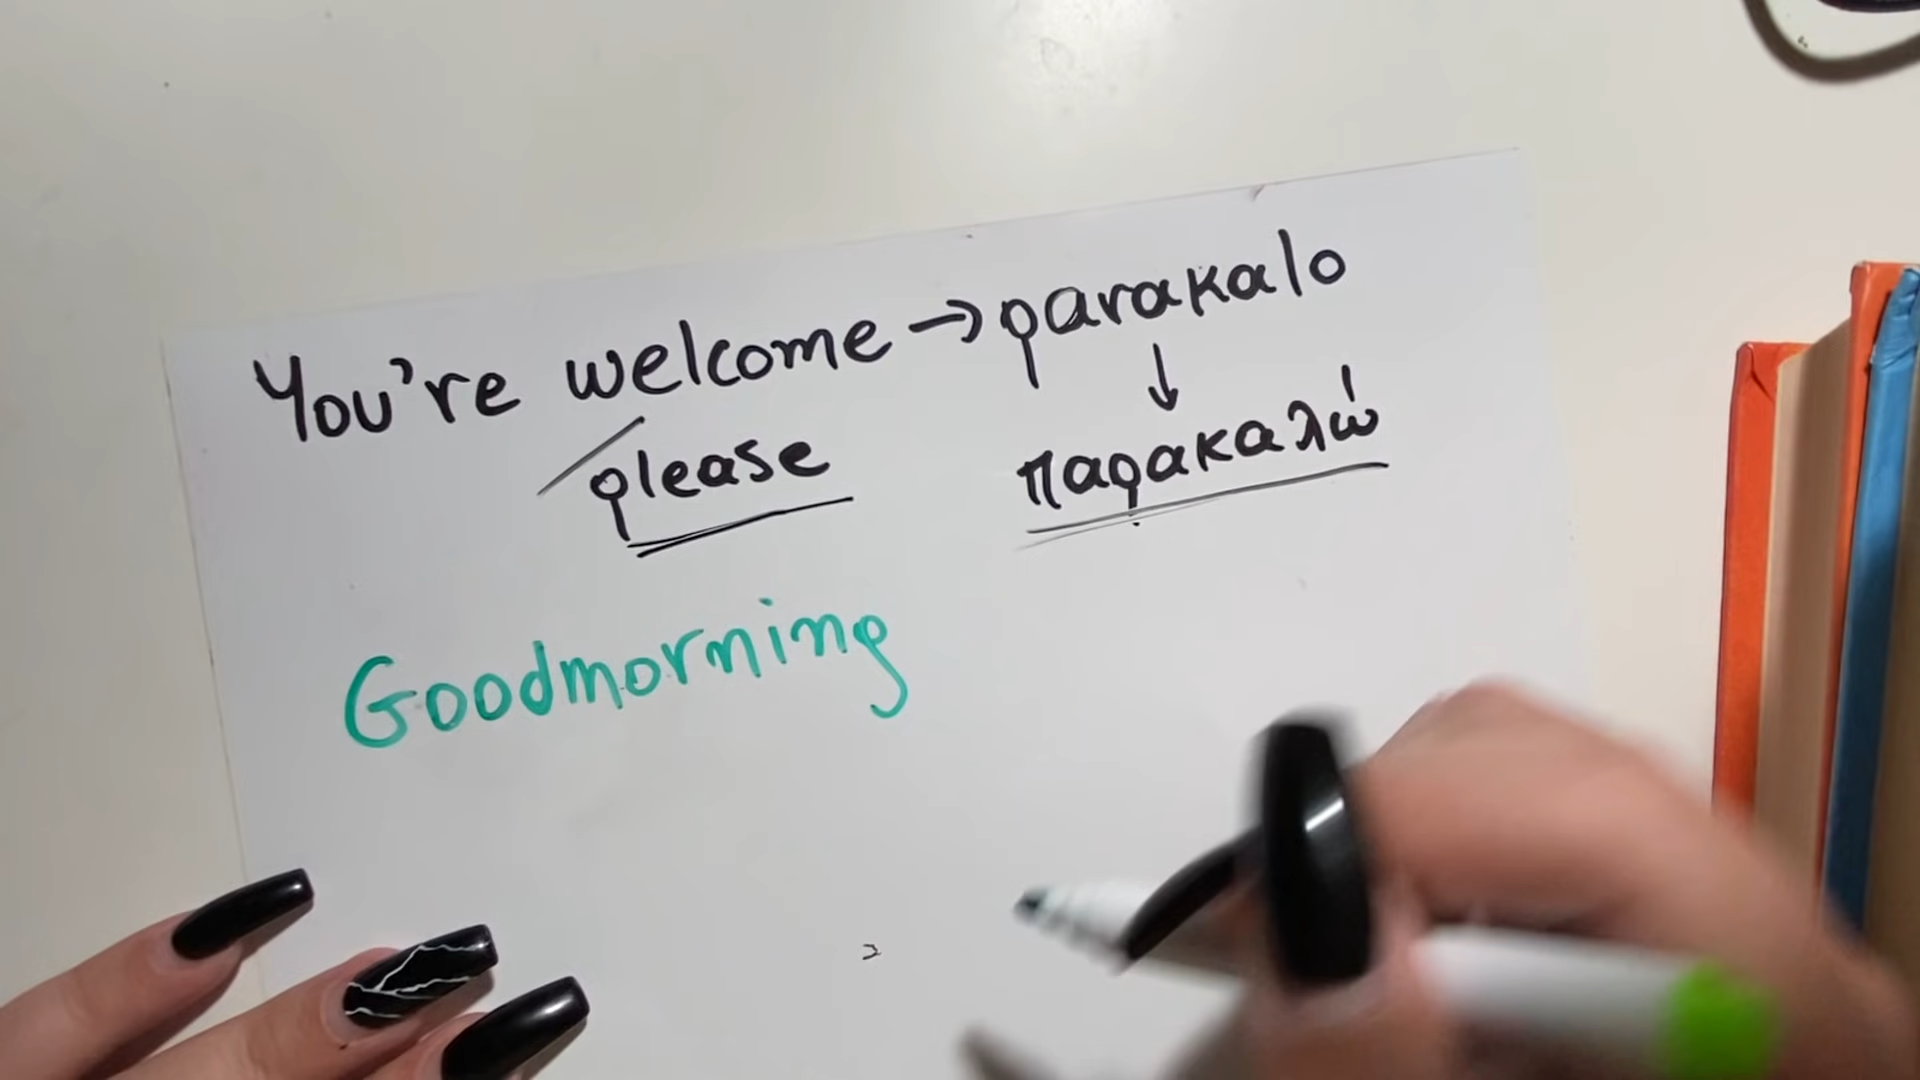 You're welcome → parakalo
↓
please παρακαλώ
Goodmorning